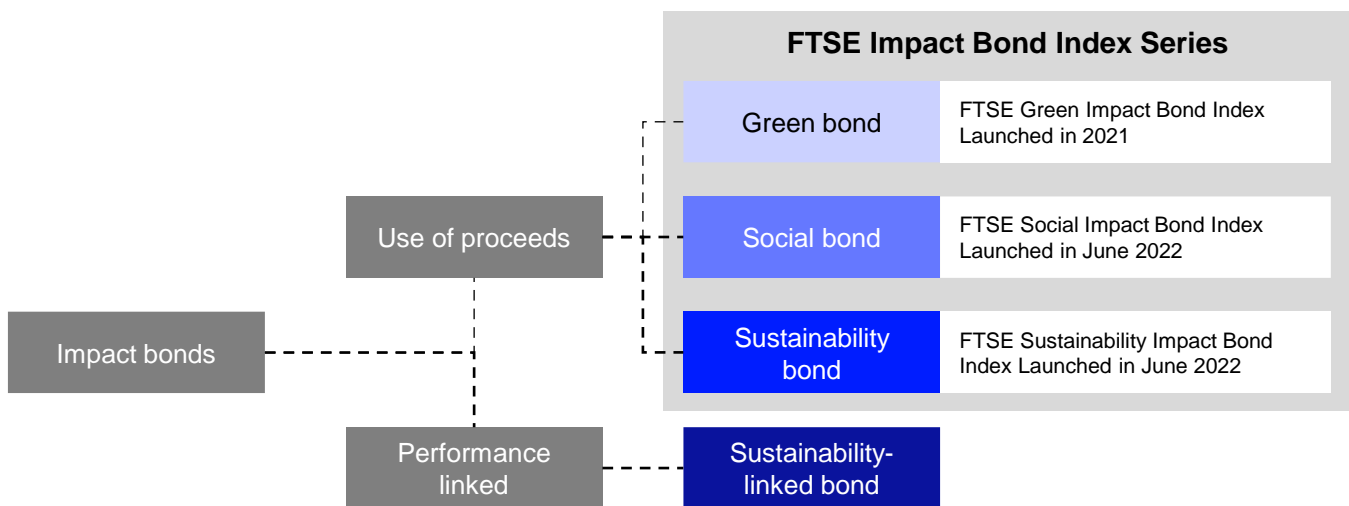 FTSE Impact Bond Index Series
Green bond
FTSE Green Impact Bond Index
Launched in 2021
Use of proceeds
Social bond
FTSE Social Impact Bond Index
Launched in June 2022
Impact bonds
Sustainability
bond
FTSE Sustainability Impact Bond
Index Launched in June 2022
Performance
linked
Sustainability-
linked bond